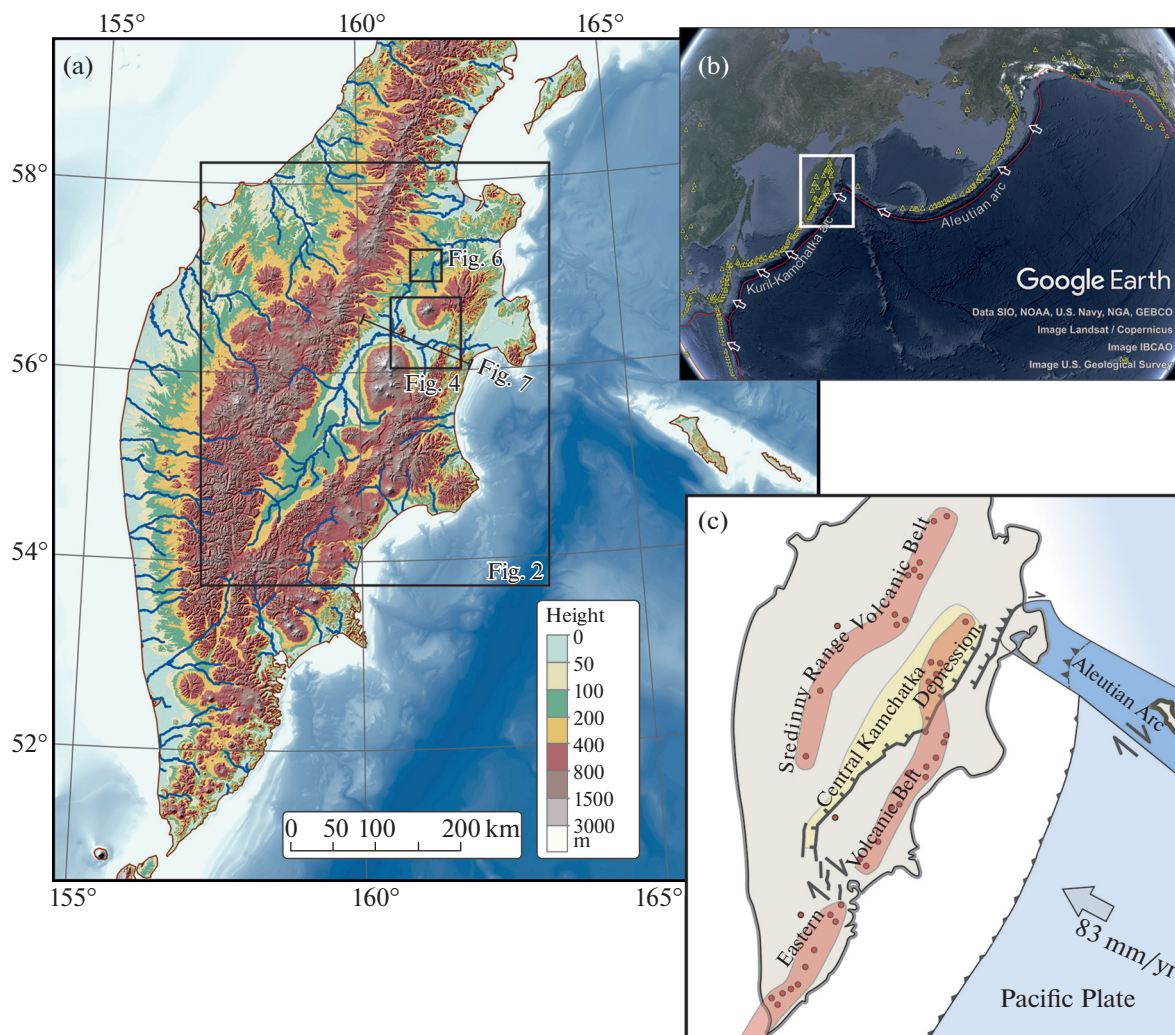 155°
160°
165°
(a)
58°
56°
54°
52°
Fig. 6
Fig. 7
Fig. 4
Fig. 2
Height
0
50
100
200
400
800
1500
3000
m
0 50 100 200 km
155°
160°
165°
(b)
Aleutian arc
Kuril-Kamchatka arc
Google Earth
Data SIO, NOAA, U.S. Navy, NGA, GEBCO
Image Landsat / Copernicus
Image IBCAO
Image U.S. Geological Survey
(c)
Sredinny Range Volcanic Belt
Central Kamchatka
Depression
Aleutian Arc
Volcanic Belt
Eastern
83 mm/yr
Pacific Plate